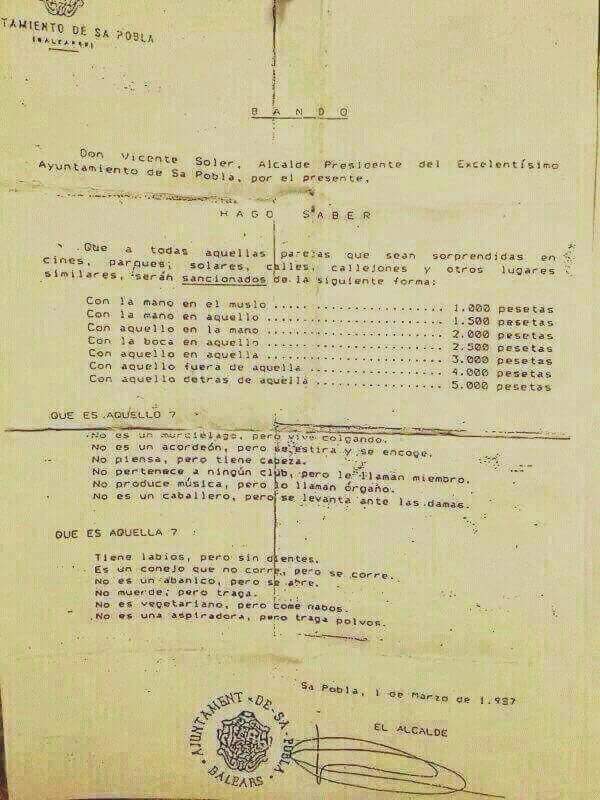 TAMIENTO DE SA POBLA
(BALEARES)
BANDO
Don Vicente Soler, Alcalde Presidente del Excelentísimo
Ayuntamiento de Sa Pobla, por el presente,
HAGO SABER
Que a todas aquellas parejas que sean sorprendidas en
cines, parques, solares, calles, callejones y otros lugares
similares, serán sancionados de la siguiente forma:
Con la mano en el muslo ........................ 1.000 pesetas
Con la mano en aquello ......................... 1.500 pesetas
Con aquello en la mano ......................... 2.000 pesetas
Con la boca en aquello ......................... 2.500 pesetas
Con aquello en aquella ......................... 3.000 pesetas
Con aquello fuera de aquella ................... 4.000 pesetas
Con aquello detras de aquella .................. 5.000 pesetas
QUE ES AQUELLO ?
No es un murciélago, pero vive colgando.
No es un acordeón, pero se estira y se encoge.
No piensa, pero tiene cabeza.
No pertenece a ningún club, pero le llaman miembro.
No produce música, pero lo llaman órgano.
No es un caballero, pero se levanta ante las damas.
QUE ES AQUELLA ?
Tiene labios, pero sin dientes.
Es un conejo que no corre, pero se corre.
No es un abanico, pero se abre.
No muerde, pero traga.
No es vegetariano, pero come nabos.
No es una aspiradora, pero traga polvos.
Sa Pobla, 1 de Marzo de 1.987
EL ALCALDE
AJUNTAMENT-DE-SA-POBLA
BALEARS